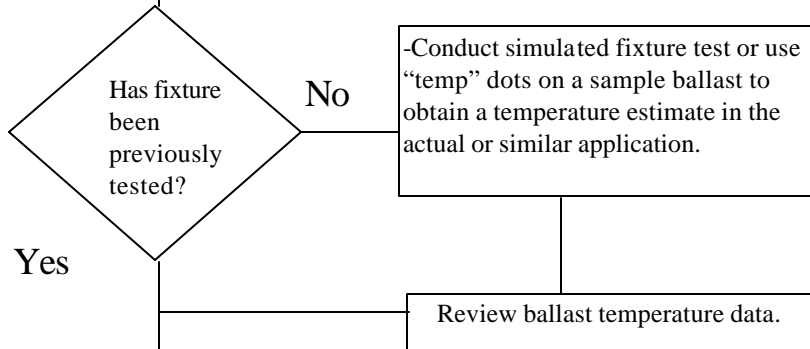 Has fixture
been
previously
tested?
No
-Conduct simulated fixture test or use
“temp” dots on a sample ballast to
obtain a temperature estimate in the
actual or similar application.
Yes
Review ballast temperature data.